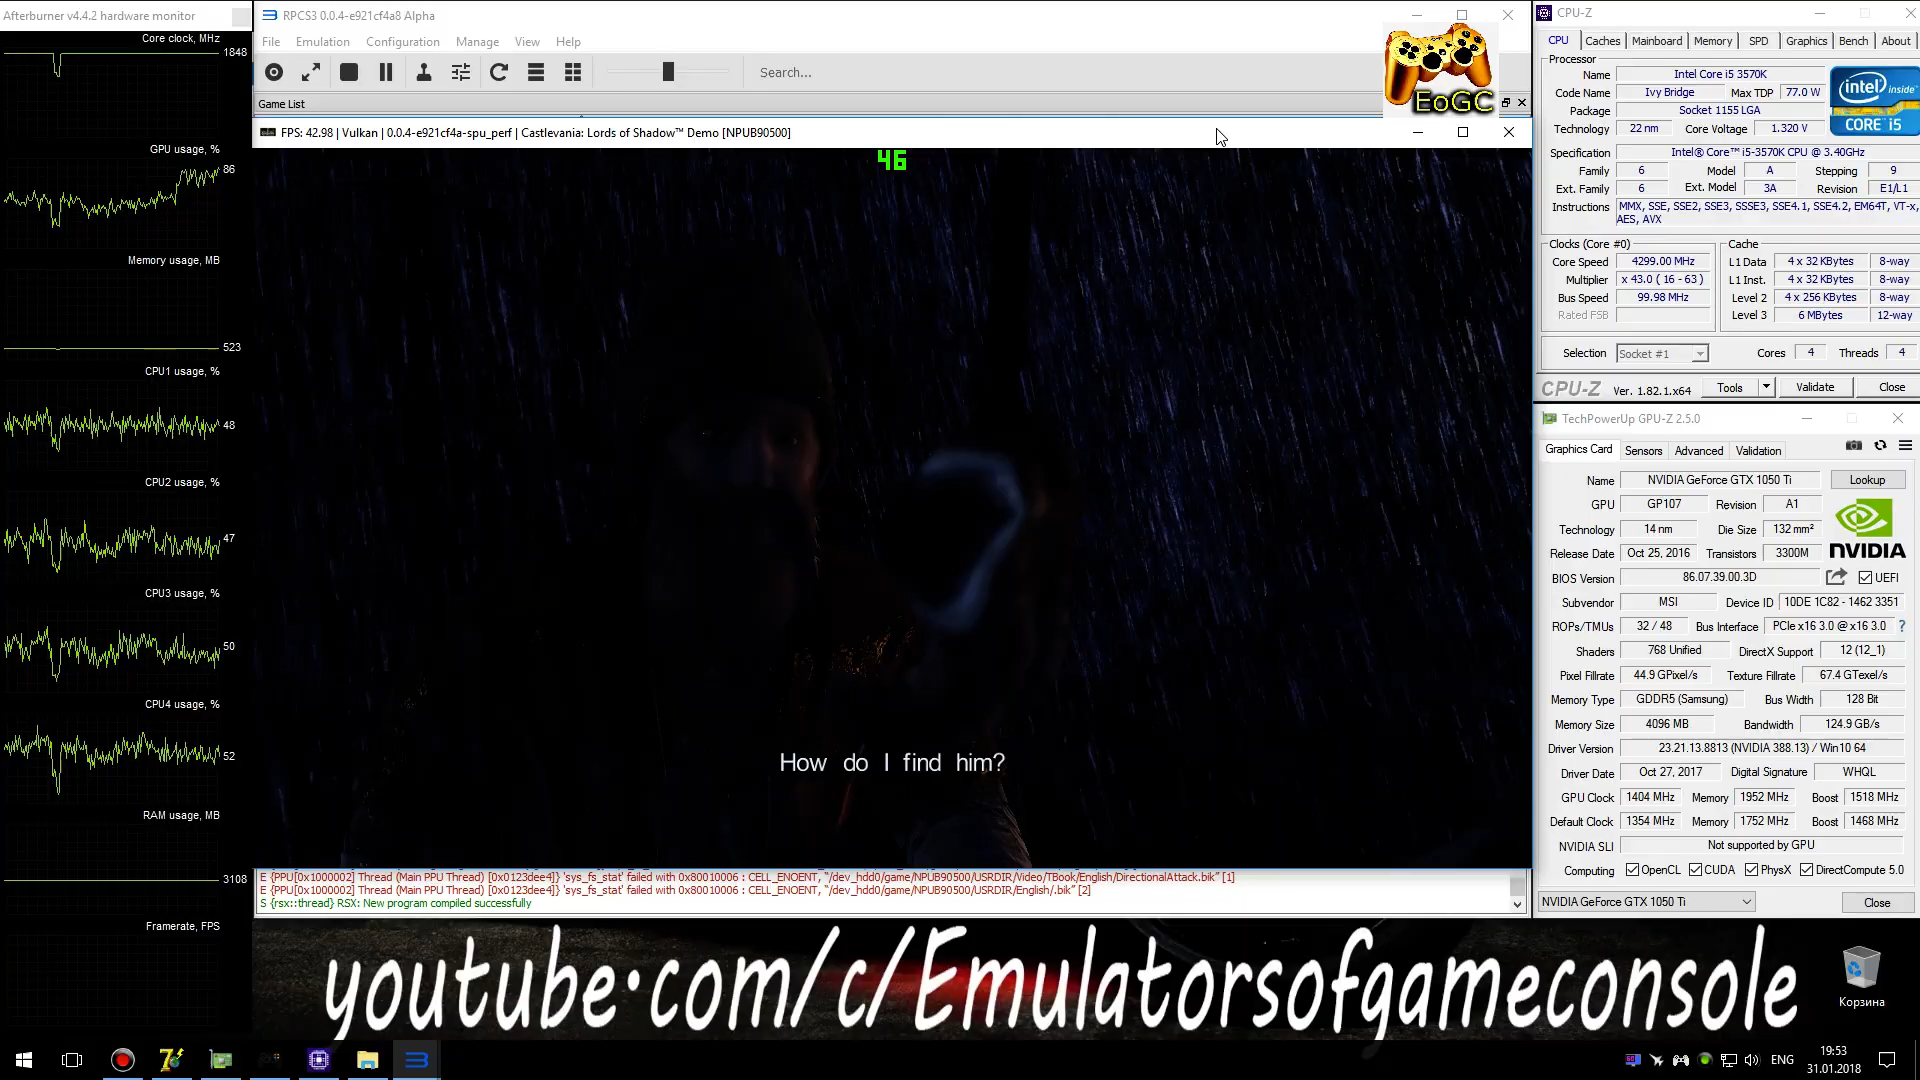 Afterburner v4.4.2 hardware monitor
Core clock, MHz
1848
GPU usage, %
86
Memory usage, MB
523
CPU1 usage, %
48
CPU2 usage, %
47
CPU3 usage, %
50
CPU4 usage, %
52
RAM usage, MB
3108
Framerate, FPS
RPCS3 0.0.4-e921cf4a8 Alpha
File Emulation Configuration Manage View Help
Search...
EoGC
Game List
FPS: 42.98 | Vulkan | 0.0.4-e921cf4a-spu_perf | Castlevania: Lords of Shadow™ Demo [NPUB90500]
46
How do I find him?
E {PPU[0x1000002] Thread (Main PPU Thread) [0x0123dee4]} 'sys_fs_stat' failed with 0x80010006 : CELL_ENOENT, "/dev_hdd0/game/NPUB90500/USRDIR/Video/TBook/English/DirectionalAttack.bik" [1]
E {PPU[0x1000002] Thread (Main PPU Thread) [0x0123dee4]} 'sys_fs_stat' failed with 0x80010006 : CELL_ENOENT, "/dev_hdd0/game/NPUB90500/USRDIR/English/.bik" [2]
S {rsx::thread} RSX: New program compiled successfully
CPU-Z
CPU Caches Mainboard Memory SPD Graphics Bench About
Processor
Name Intel Core i5 3570K
Code Name Ivy Bridge Max TDP 77.0 W
Package Socket 1155 LGA
Technology 22 nm Core Voltage 1.320 V
intel inside™
CORE i5
Specification Intel® Core™ i5-3570K CPU @ 3.40GHz
Family 6 Model A Stepping 9
Ext. Family 6 Ext. Model 3A Revision E1/L1
Instructions MMX, SSE, SSE2, SSE3, SSSE3, SSE4.1, SSE4.2, EM64T, VT-x,
AES, AVX
Clocks (Core #0) Cache
Core Speed 4299.00 MHz L1 Data 4 x 32 KBytes 8-way
Multiplier x 43.0 ( 16 - 63 ) L1 Inst. 4 x 32 KBytes 8-way
Bus Speed 99.98 MHz Level 2 4 x 256 KBytes 8-way
Rated FSB Level 3 6 MBytes 12-way
Selection Socket #1 Cores 4 Threads 4
CPU-Z Ver. 1.82.1.x64 Tools Validate Close
TechPowerUp GPU-Z 2.5.0
Graphics Card Sensors Advanced Validation
Name NVIDIA GeForce GTX 1050 Ti Lookup
GPU GP107 Revision A1
Technology 14 nm Die Size 132 mm²
Release Date Oct 25, 2016 Transistors 3300M
NVIDIA
BIOS Version 86.07.39.00.3D UEFI
Subvendor MSI Device ID 10DE 1C82 - 1462 3351
ROPs/TMUs 32 / 48 Bus Interface PCIe x16 3.0 @ x16 3.0 ?
Shaders 768 Unified DirectX Support 12 (12_1)
Pixel Fillrate 44.9 GPixel/s Texture Fillrate 67.4 GTexel/s
Memory Type GDDR5 (Samsung) Bus Width 128 Bit
Memory Size 4096 MB Bandwidth 124.9 GB/s
Driver Version 23.21.13.8813 (NVIDIA 388.13) / Win10 64
Driver Date Oct 27, 2017 Digital Signature WHQL
GPU Clock 1404 MHz Memory 1952 MHz Boost 1518 MHz
Default Clock 1354 MHz Memory 1752 MHz Boost 1468 MHz
NVIDIA SLI Not supported by GPU
Computing OpenCL CUDA PhysX DirectCompute 5.0
NVIDIA GeForce GTX 1050 Ti Close
youtube.com/c/Emulatorsofgameconsole
Корзина
ENG
19:53
31.01.2018